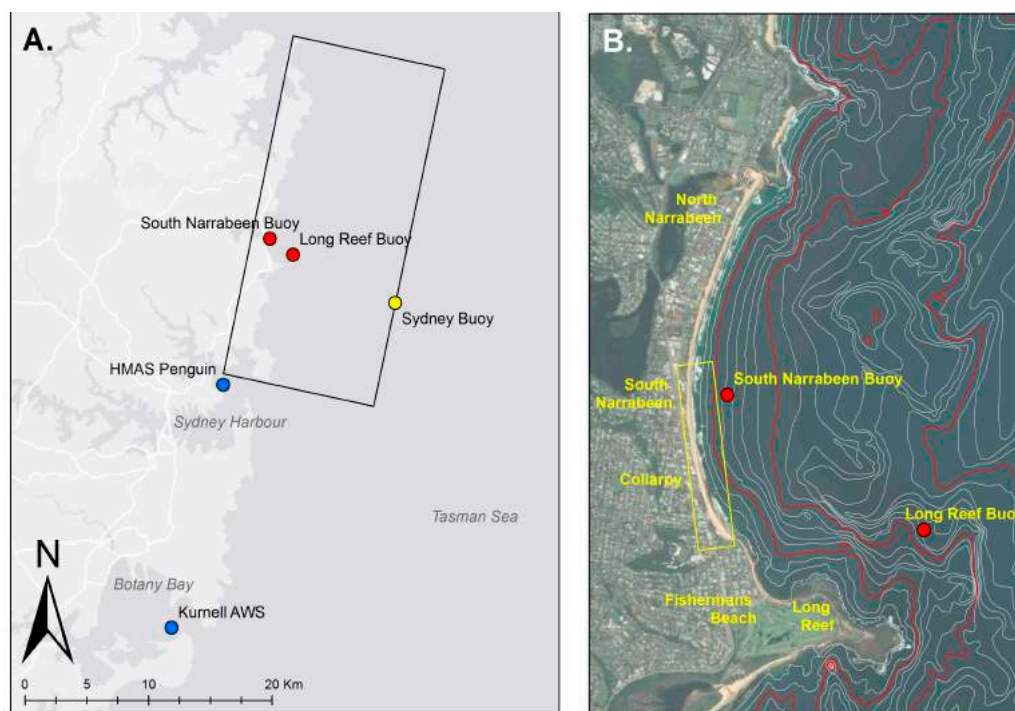 A.
South Narrabeen Buoy
Long Reef Buoy
Sydney Buoy
HMAS Penguin
Sydney Harbour
Tasman Sea
N
Botany Bay
Kurnell AWS
0 5 10 20 Km
B.
North
Narrabeen
South Narrabeen Buoy
South
Narrabeen
Collaroy
Long Reef Buo
Fishermans
Beach
Long
Reef